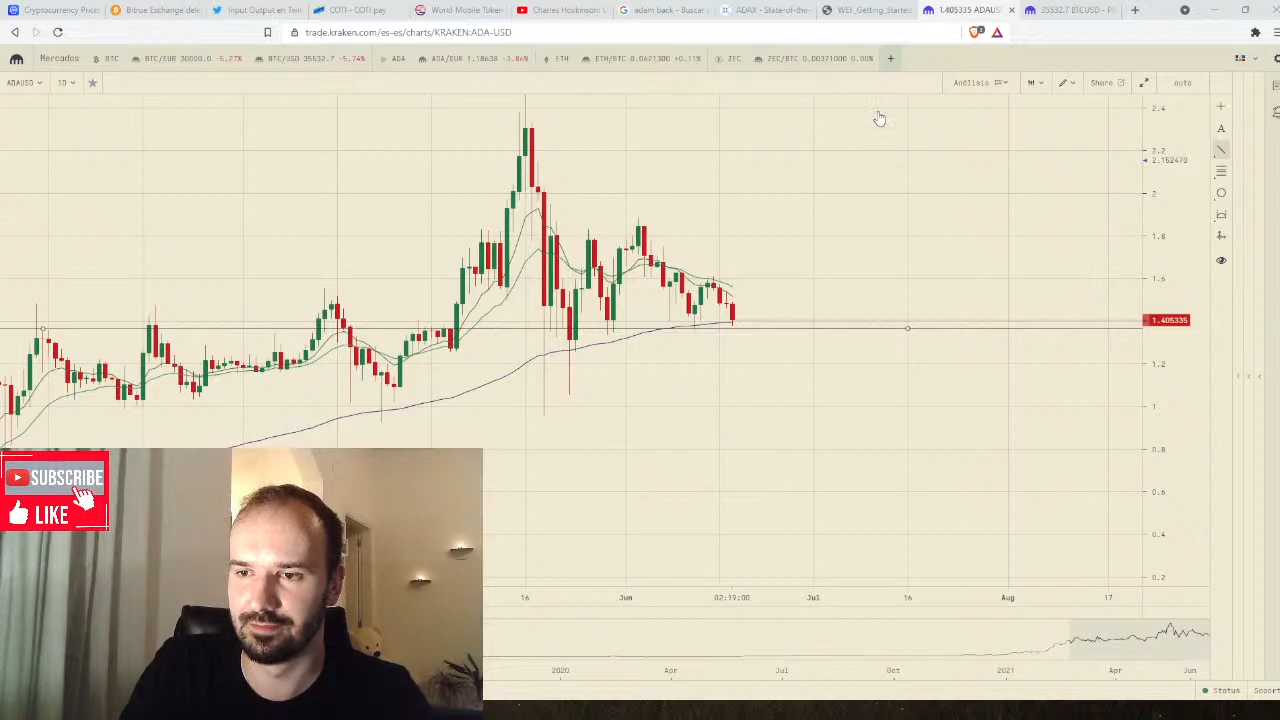 Cryptocurrency Prices
Bitrue Exchange dele
Input Output en Twi
COTI - COTI.pay
World Mobile Token
Charles Hoskinson:
adam back - Buscar
ADAX - State-of-the
WEF_Getting_Started
1.405335 ADAUSD
35532.7 BTCUSD - P
trade.kraken.com/es-es/charts/KRAKEN:ADA-USD
2
Mercados BTC BTC/EUR 30000.0 -5.27% BTC/USD 35532.7 -5.74% ADA ADA/EUR 1.18638 -3.86% ETH ETH/BTC 0.0621300 +0.11% ZEC ZEC/BTC 0.00371000 0.00% +
ADAUSD 1D Análisis Share auto
2.4
2.2
2.152470
2
1.8
1.6
1.405335
1.2
1
0.8
0.6
0.4
0.2
A
SUBSCRIBE
LIKE
16 Jun 02:19:00 Jul 16 Aug 17
2020 Apr Jul Oct 2021 Apr Jun
Status